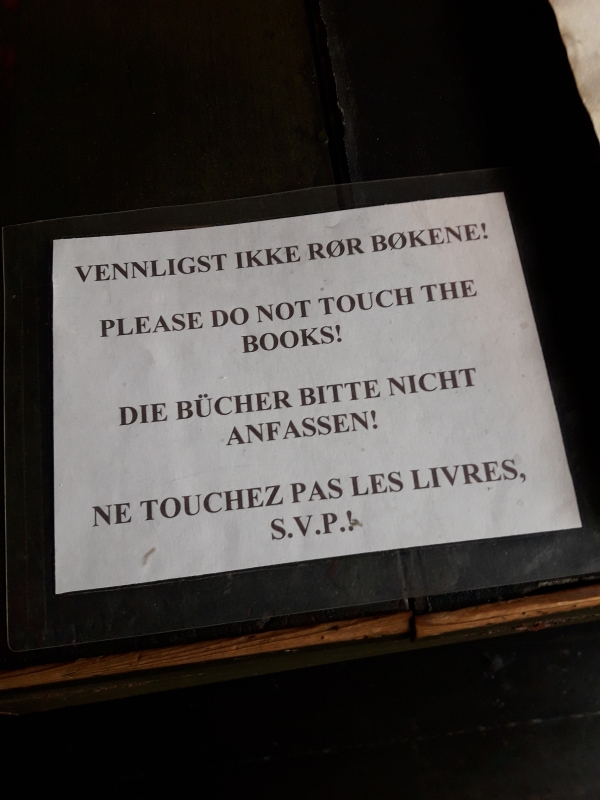 VENNLIGST IKKE RØR BØKENE!
PLEASE DO NOT TOUCH THE
BOOKS!
DIE BÜCHER BITTE NICHT
ANFASSEN!
NE TOUCHEZ PAS LES LIVRES,
S.V.P.!